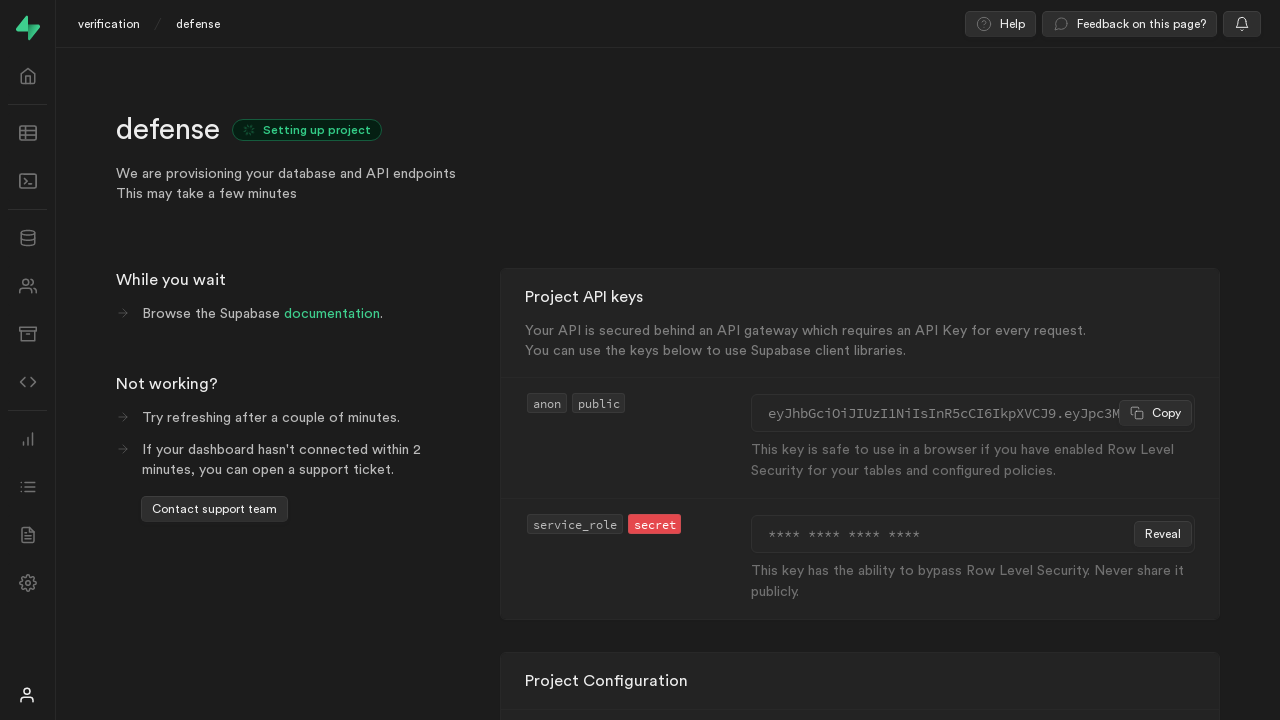 verification / defense
Help
Feedback on this page?
defense
Setting up project
We are provisioning your database and API endpoints
This may take a few minutes
While you wait
Browse the Supabase documentation.
Not working?
Try refreshing after a couple of minutes.
If your dashboard hasn't connected within 2
minutes, you can open a support ticket.
Contact support team
Project API keys
Your API is secured behind an API gateway which requires an API Key for every request.
You can use the keys below to use Supabase client libraries.
anon public
eyJhbGciOiJIUzI1NiIsInR5cCI6IkpXVCJ9.eyJpc3M
Copy
This key is safe to use in a browser if you have enabled Row Level
Security for your tables and configured policies.
service_role secret
**** **** **** ****
Reveal
This key has the ability to bypass Row Level Security. Never share it
publicly.
Project Configuration